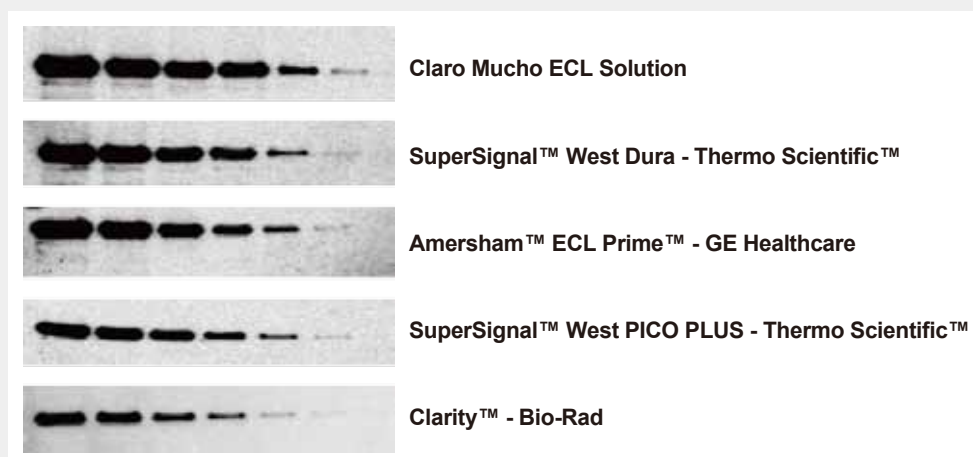 Claro Mucho ECL Solution
SuperSignal™ West Dura - Thermo Scientific™
Amersham™ ECL Prime™ - GE Healthcare
SuperSignal™ West PICO PLUS - Thermo Scientific™
Clarity™ - Bio-Rad